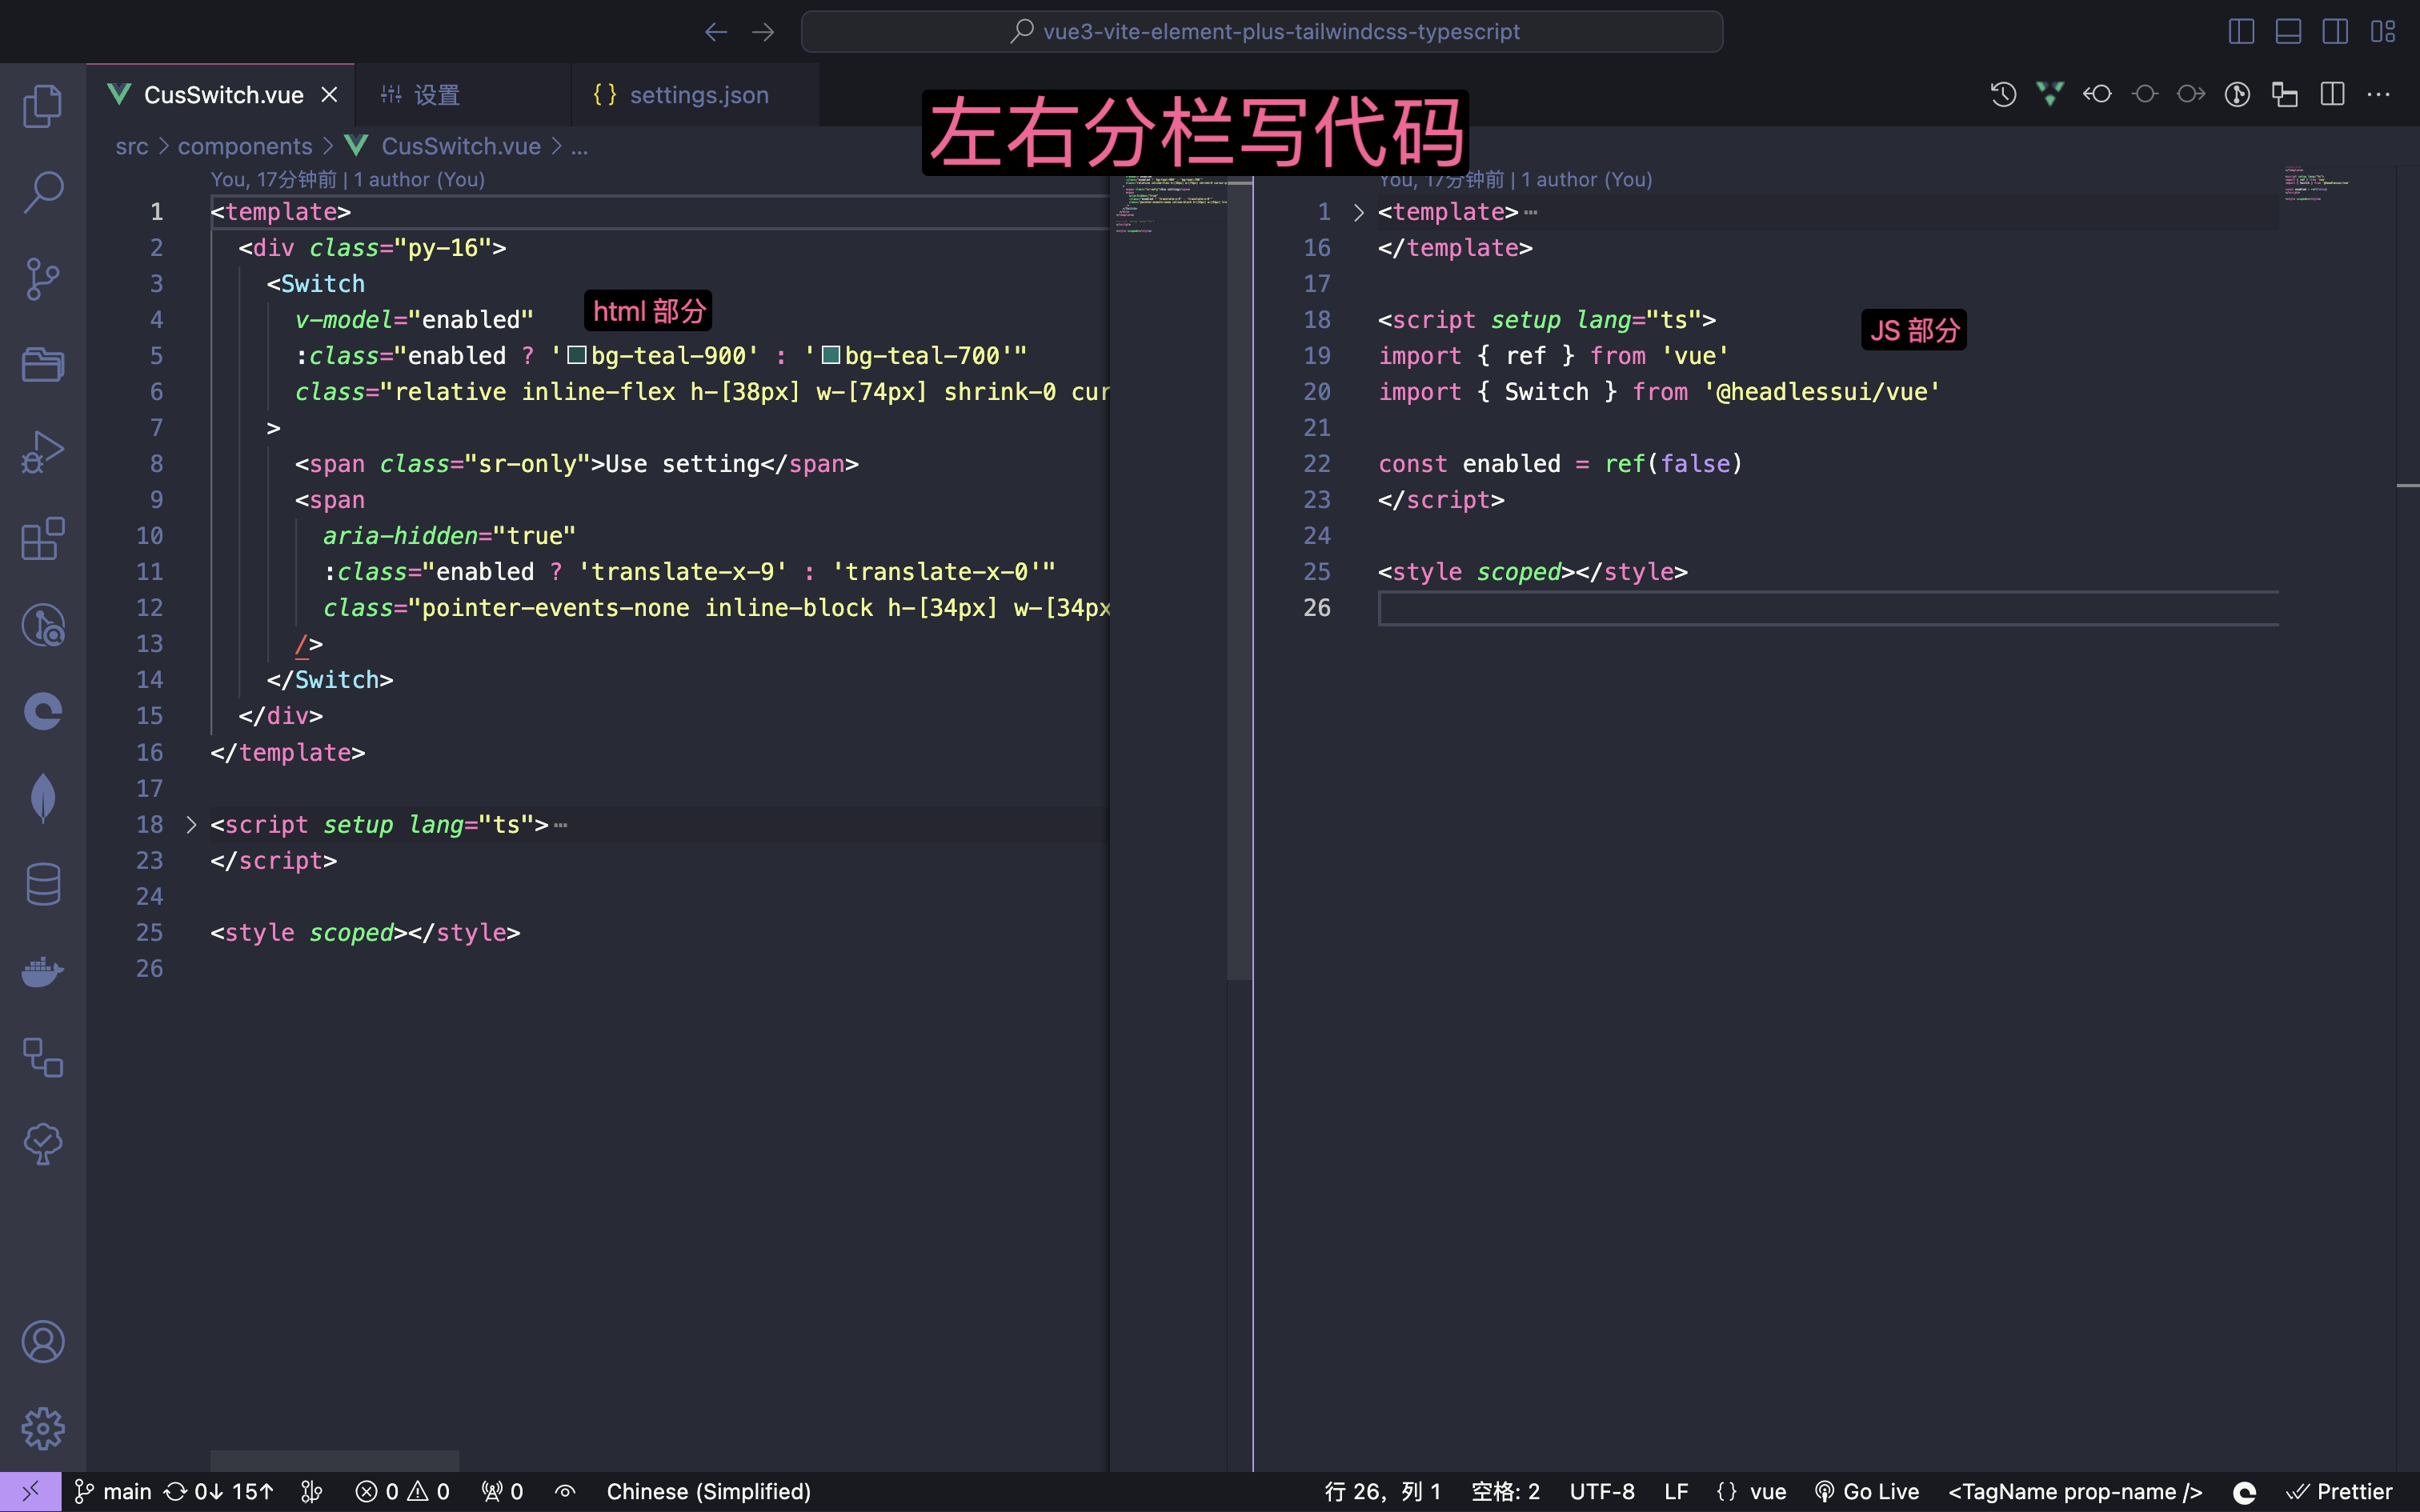 vue3-vite-element-plus-tailwindcss-typescript
CusSwitch.vue
设置
{} settings.json
左右分栏写代码
src > components > CusSwitch.vue > ...
You, 17分钟前 | 1 author (You)
1 <template>
2 <div class="py-16">
3 <Switch
4 v-model="enabled"
html 部分
5 :class="enabled ? 'bg-teal-900' : 'bg-teal-700'"
6 class="relative inline-flex h-[38px] w-[74px] shrink-0 cur
7 >
8 <span class="sr-only">Use setting</span>
9 <span
10 aria-hidden="true"
11 :class="enabled ? 'translate-x-9' : 'translate-x-0'"
12 class="pointer-events-none inline-block h-[34px] w-[34px
13 />
14 </Switch>
15 </div>
16 </template>
17
18 > <script setup lang="ts">…
23 </script>
24
25 <style scoped></style>
26
You, 17分钟前 | 1 author (You)
1 > <template>…
16 </template>
17
18 <script setup lang="ts">
JS 部分
19 import { ref } from 'vue'
20 import { Switch } from '@headlessui/vue'
21
22 const enabled = ref(false)
23 </script>
24
25 <style scoped></style>
26
main 0↓ 15↑ 0 0 0 Chinese (Simplified) 行 26，列 1 空格: 2 UTF-8 LF {} vue Go Live <TagName prop-name /> Prettier